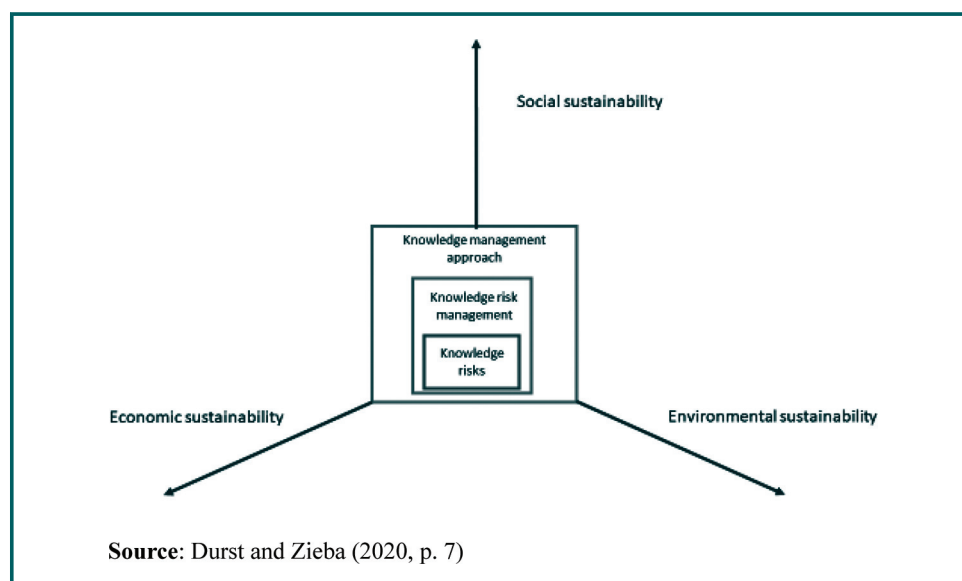 Social sustainability
Knowledge management
approach
Knowledge risk
management
Knowledge
risks
Economic sustainability
Environmental sustainability
Source: Durst and Zieba (2020, p. 7)